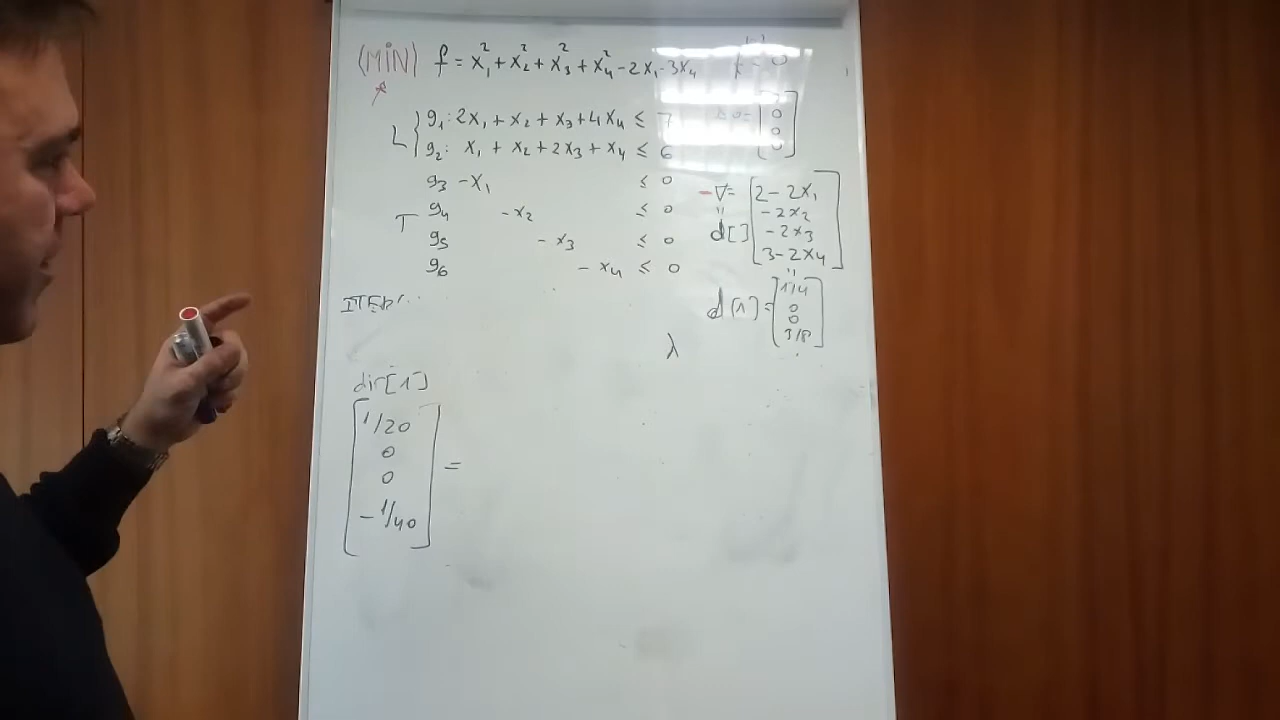 (MIN) f = x₁² + x₂² + x₃² + x₄² - 2x₁ - 3x₄
L { g₁: 2x₁ + x₂ + x₃ + 4x₄ ≤ 7
g₂: x₁ + x₂ + 2x₃ + x₄ ≤ 6
g₃ -x₁ ≤ 0
T g₄ -x₂ ≤ 0
g₅ -x₃ ≤ 0
g₆ -x₄ ≤ 0
0
0
-∇ = [ 2 - 2x₁
- 2x₂
- 2x₃
3 - 2x₄ ]
"
d[]
"
d[1] = [ 1/4
0
0
3/8 ]
λ
dir[1]
[ 1/20
0
0
- 1/40 ] =